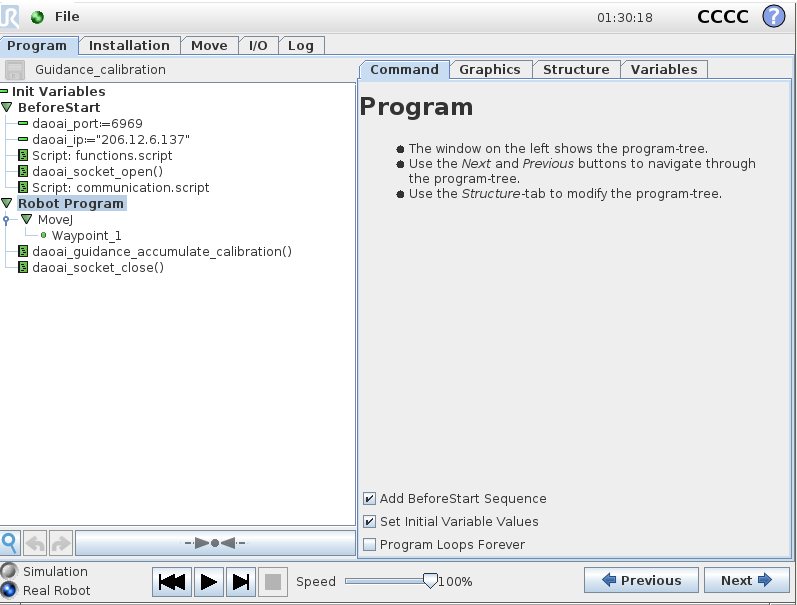 File
01:30:18
CCCC
?
Program
Installation
Move
I/O
Log
Guidance_calibration
Init Variables
BeforeStart
daoai_port:=6969
daoai_ip:="206.12.6.137"
Script: functions.script
daoai_socket_open()
Script: communication.script
Robot Program
MoveJ
Waypoint_1
daoai_guidance_accumulate_calibration()
daoai_socket_close()
Command
Graphics
Structure
Variables
Program
The window on the left shows the program-tree.
Use the Next and Previous buttons to navigate through
the program-tree.
Use the Structure-tab to modify the program-tree.
Add BeforeStart Sequence
Set Initial Variable Values
Program Loops Forever
Simulation
Real Robot
Speed
100%
Previous
Next